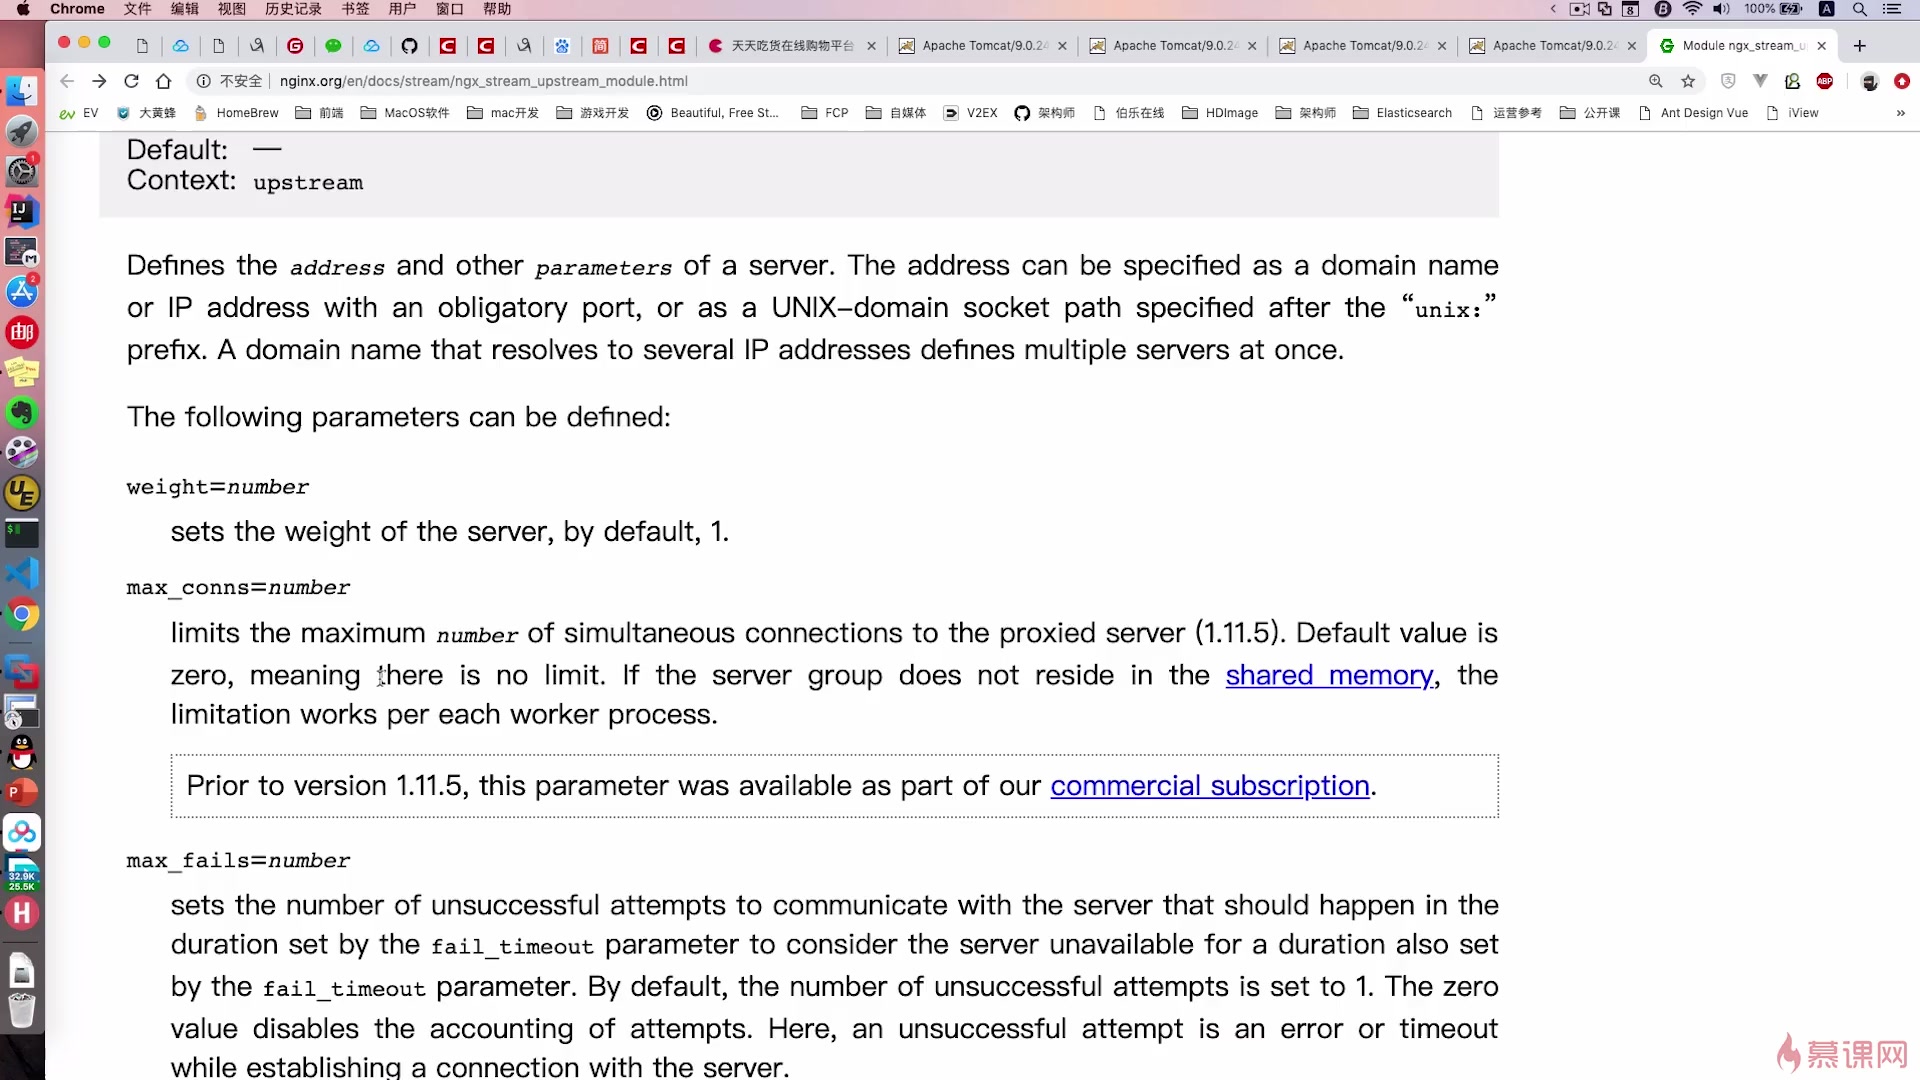 Chrome 文件 编辑 视图 历史记录 书签 用户 窗口 帮助 8 100% A
天天吃货在线购物平台 Apache Tomcat/9.0.24 Apache Tomcat/9.0.24 Apache Tomcat/9.0.24 Apache Tomcat/9.0.24 Module ngx_stream_u
不安全 nginx.org/en/docs/stream/ngx_stream_upstream_module.html ABP
EV 大黄蜂 HomeBrew 前端 MacOS软件 mac开发 游戏开发 Beautiful, Free St... FCP 自媒体 V2EX 架构师 伯乐在线 HDImage 架构师 Elasticsearch 运营参考 公开课 Ant Design Vue iView »
Default: —
Context: upstream
Defines the address and other parameters of a server. The address can be specified as a domain name
or IP address with an obligatory port, or as a UNIX-domain socket path specified after the “unix:”
prefix. A domain name that resolves to several IP addresses defines multiple servers at once.
The following parameters can be defined:
weight=number
sets the weight of the server, by default, 1.
max_conns=number
limits the maximum number of simultaneous connections to the proxied server (1.11.5). Default value is
zero, meaning there is no limit. If the server group does not reside in the shared memory, the
limitation works per each worker process.
Prior to version 1.11.5, this parameter was available as part of our commercial subscription.
max_fails=number
sets the number of unsuccessful attempts to communicate with the server that should happen in the
duration set by the fail_timeout parameter to consider the server unavailable for a duration also set
by the fail_timeout parameter. By default, the number of unsuccessful attempts is set to 1. The zero
value disables the accounting of attempts. Here, an unsuccessful attempt is an error or timeout
while establishing a connection with the server.
32.9K
25.5K
慕课网